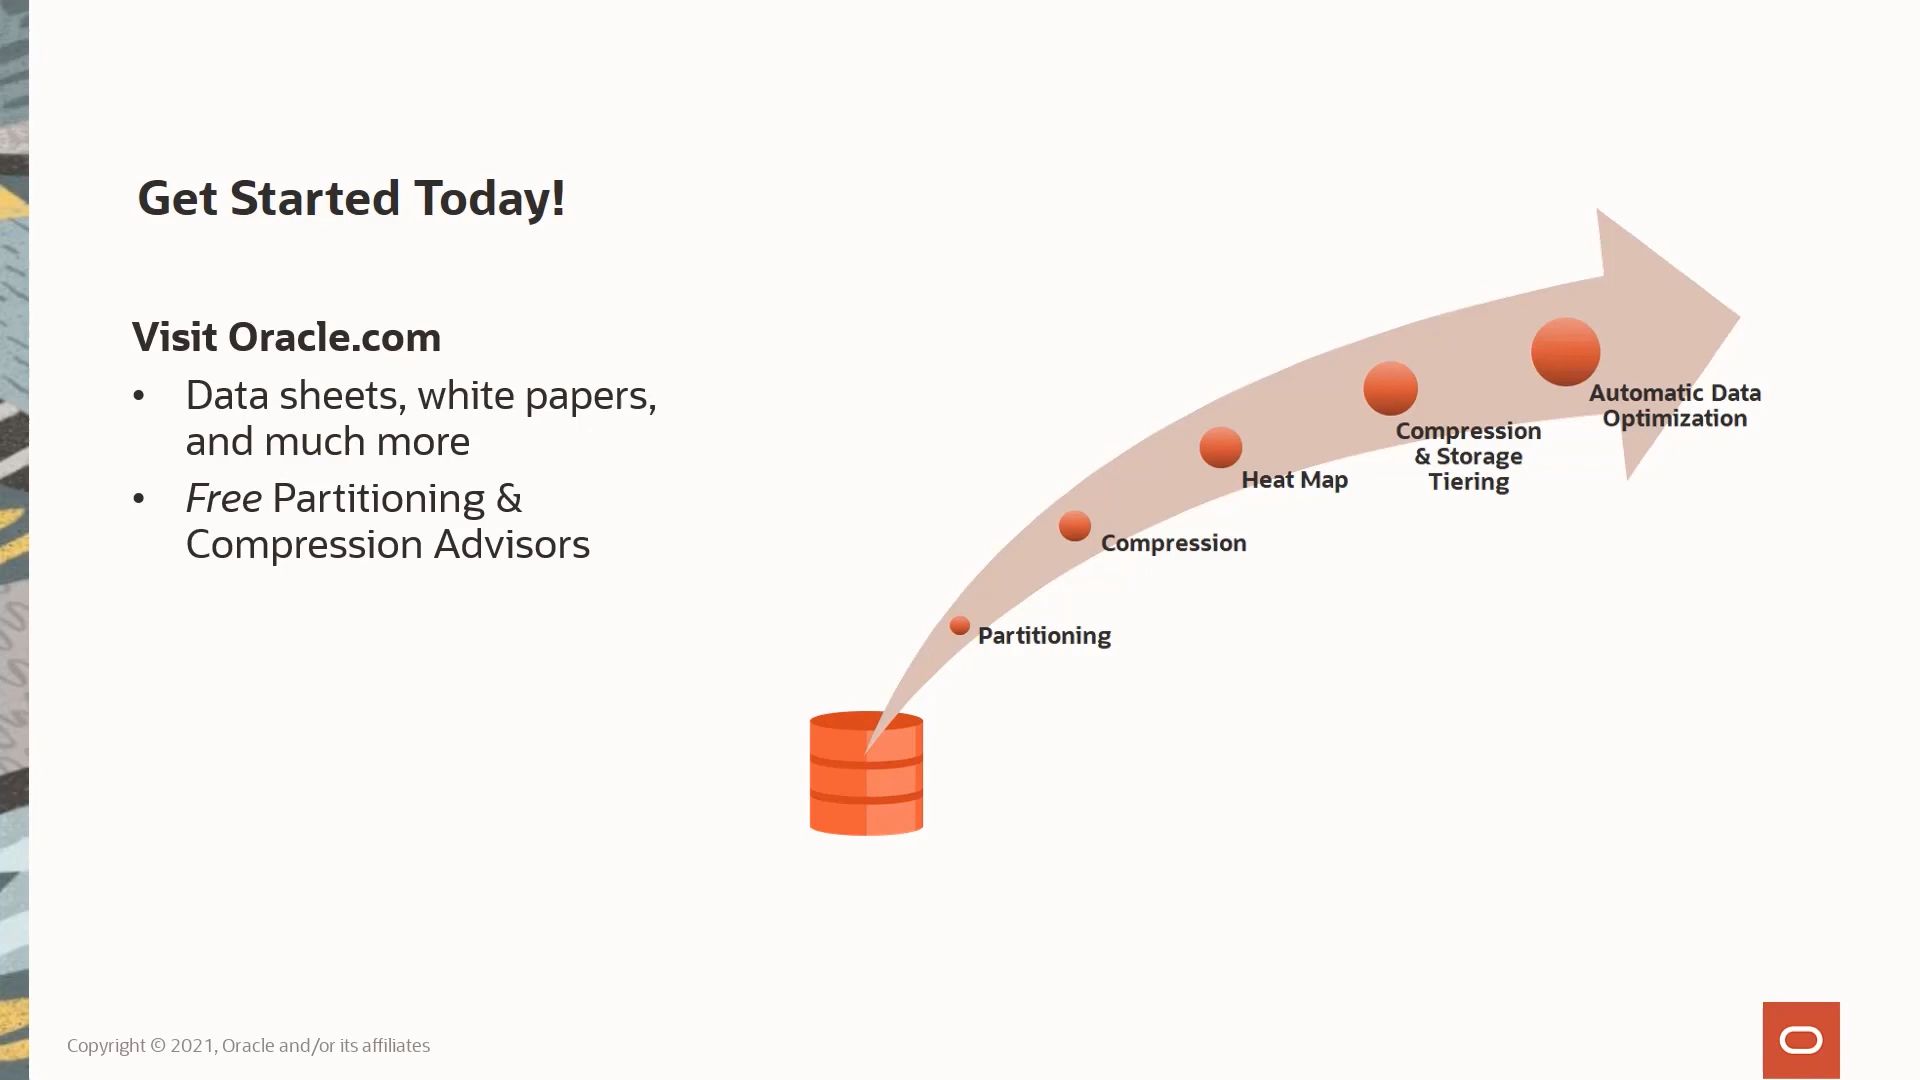 Get Started Today!
Visit Oracle.com
• Data sheets, white papers,
and much more
• Free Partitioning &
Compression Advisors
Automatic Data
Optimization
Compression
& Storage
Tiering
Heat Map
Compression
Partitioning
Copyright © 2021, Oracle and/or its affiliates